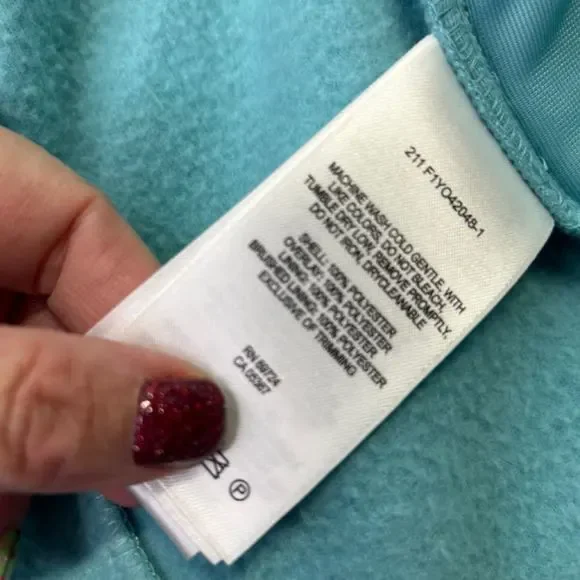 211 F1YO42048-1
MACHINE WASH COLD GENTLE, WITH
LIKE COLORS, DO NOT BLEACH,
TUMBLE DRY LOW, REMOVE PROMPTLY,
DO NOT IRON, DRYCLEANABLE
SHELL: 100% POLYESTER
OVERLAY: 100% POLYESTER
LINING: 100% POLYESTER
BRUSHED LINING: 100% POLYESTER
EXCLUSIVE OF TRIMMING
RN 69724
CA 05367
P